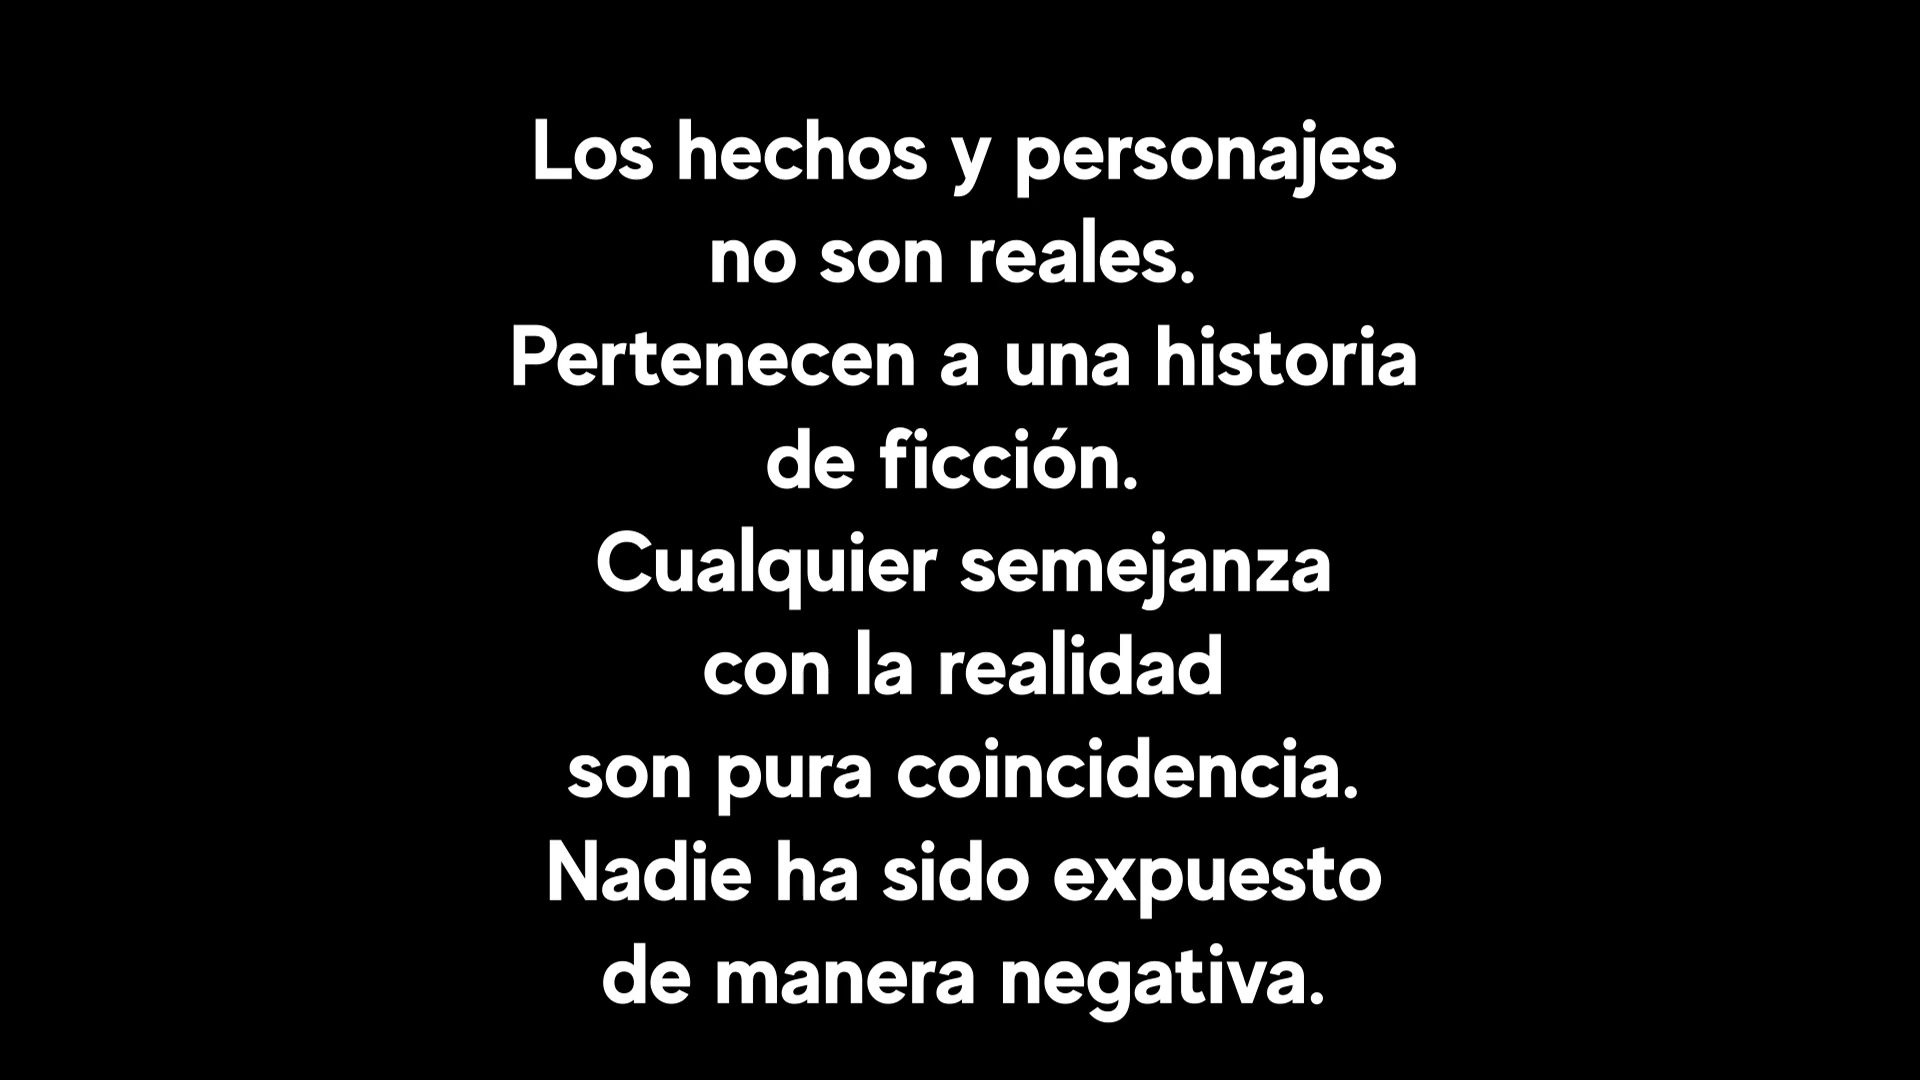 Los hechos y personajes
no son reales.
Pertenecen a una historia
de ficción.
Cualquier semejanza
con la realidad
son pura coincidencia.
Nadie ha sido expuesto
de manera negativa.